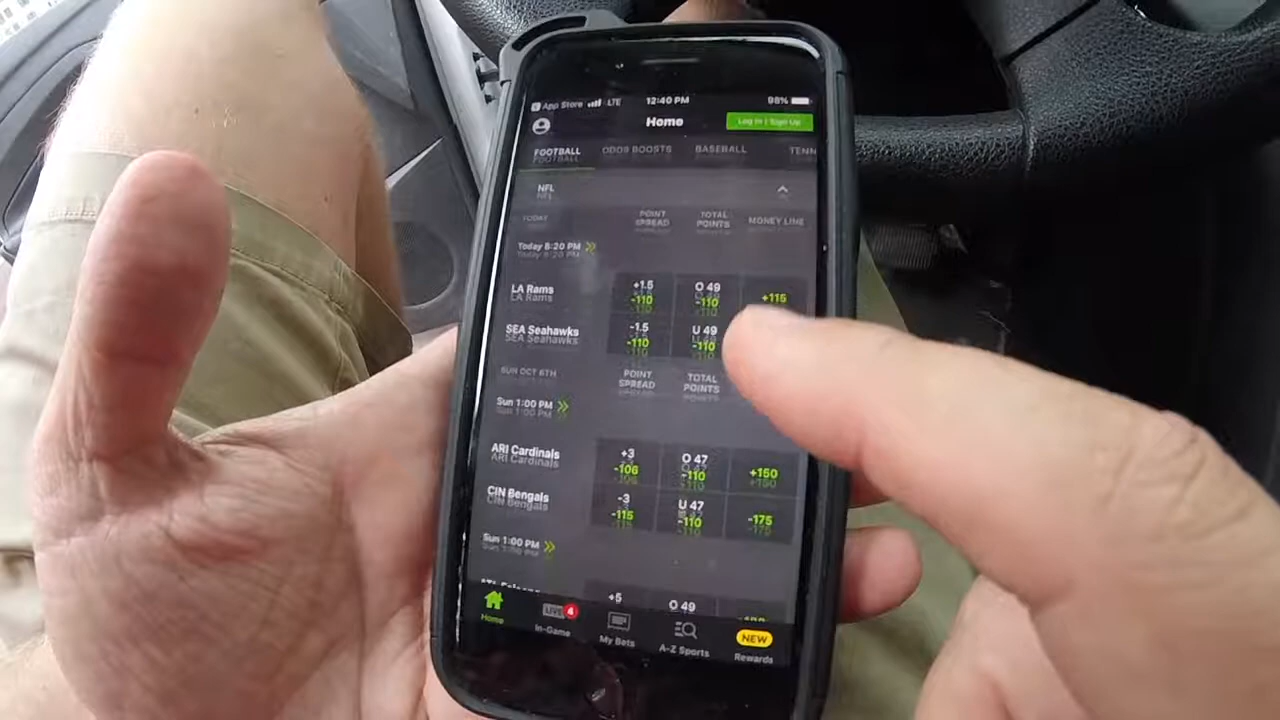 App Store LTE 12:40 PM 98%
Home Log In | Sign Up
FOOTBALL ODDS BOOSTS BASEBALL TENN
NFL
TODAY POINT SPREAD TOTAL POINTS MONEY LINE
Today 8:20 PM
LA Rams +1.5 -110 O 49 -110 +115
SEA Seahawks -1.5 -110 U 49 -110
SUN OCT 6TH POINT SPREAD TOTAL POINTS
Sun 1:00 PM
ARI Cardinals +3 -106 O 47 -110 +150
CIN Bengals -3 -115 U 47 -110 -175
Sun 1:00 PM
+5 O 49
Home LIVE 4 In-Game My Bets A-Z Sports NEW Rewards